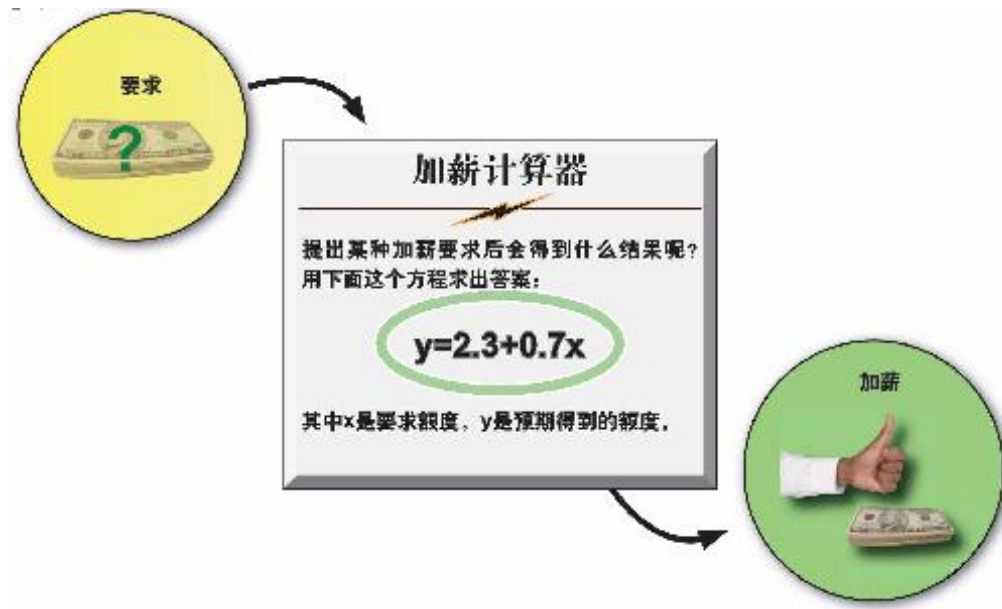 要求
?
加薪计算器
提出某种加薪要求后会得到什么结果呢?
用下面这个方程求出答案:
y=2.3+0.7x
其中x是要求额度，y是预期得到的额度。
加薪